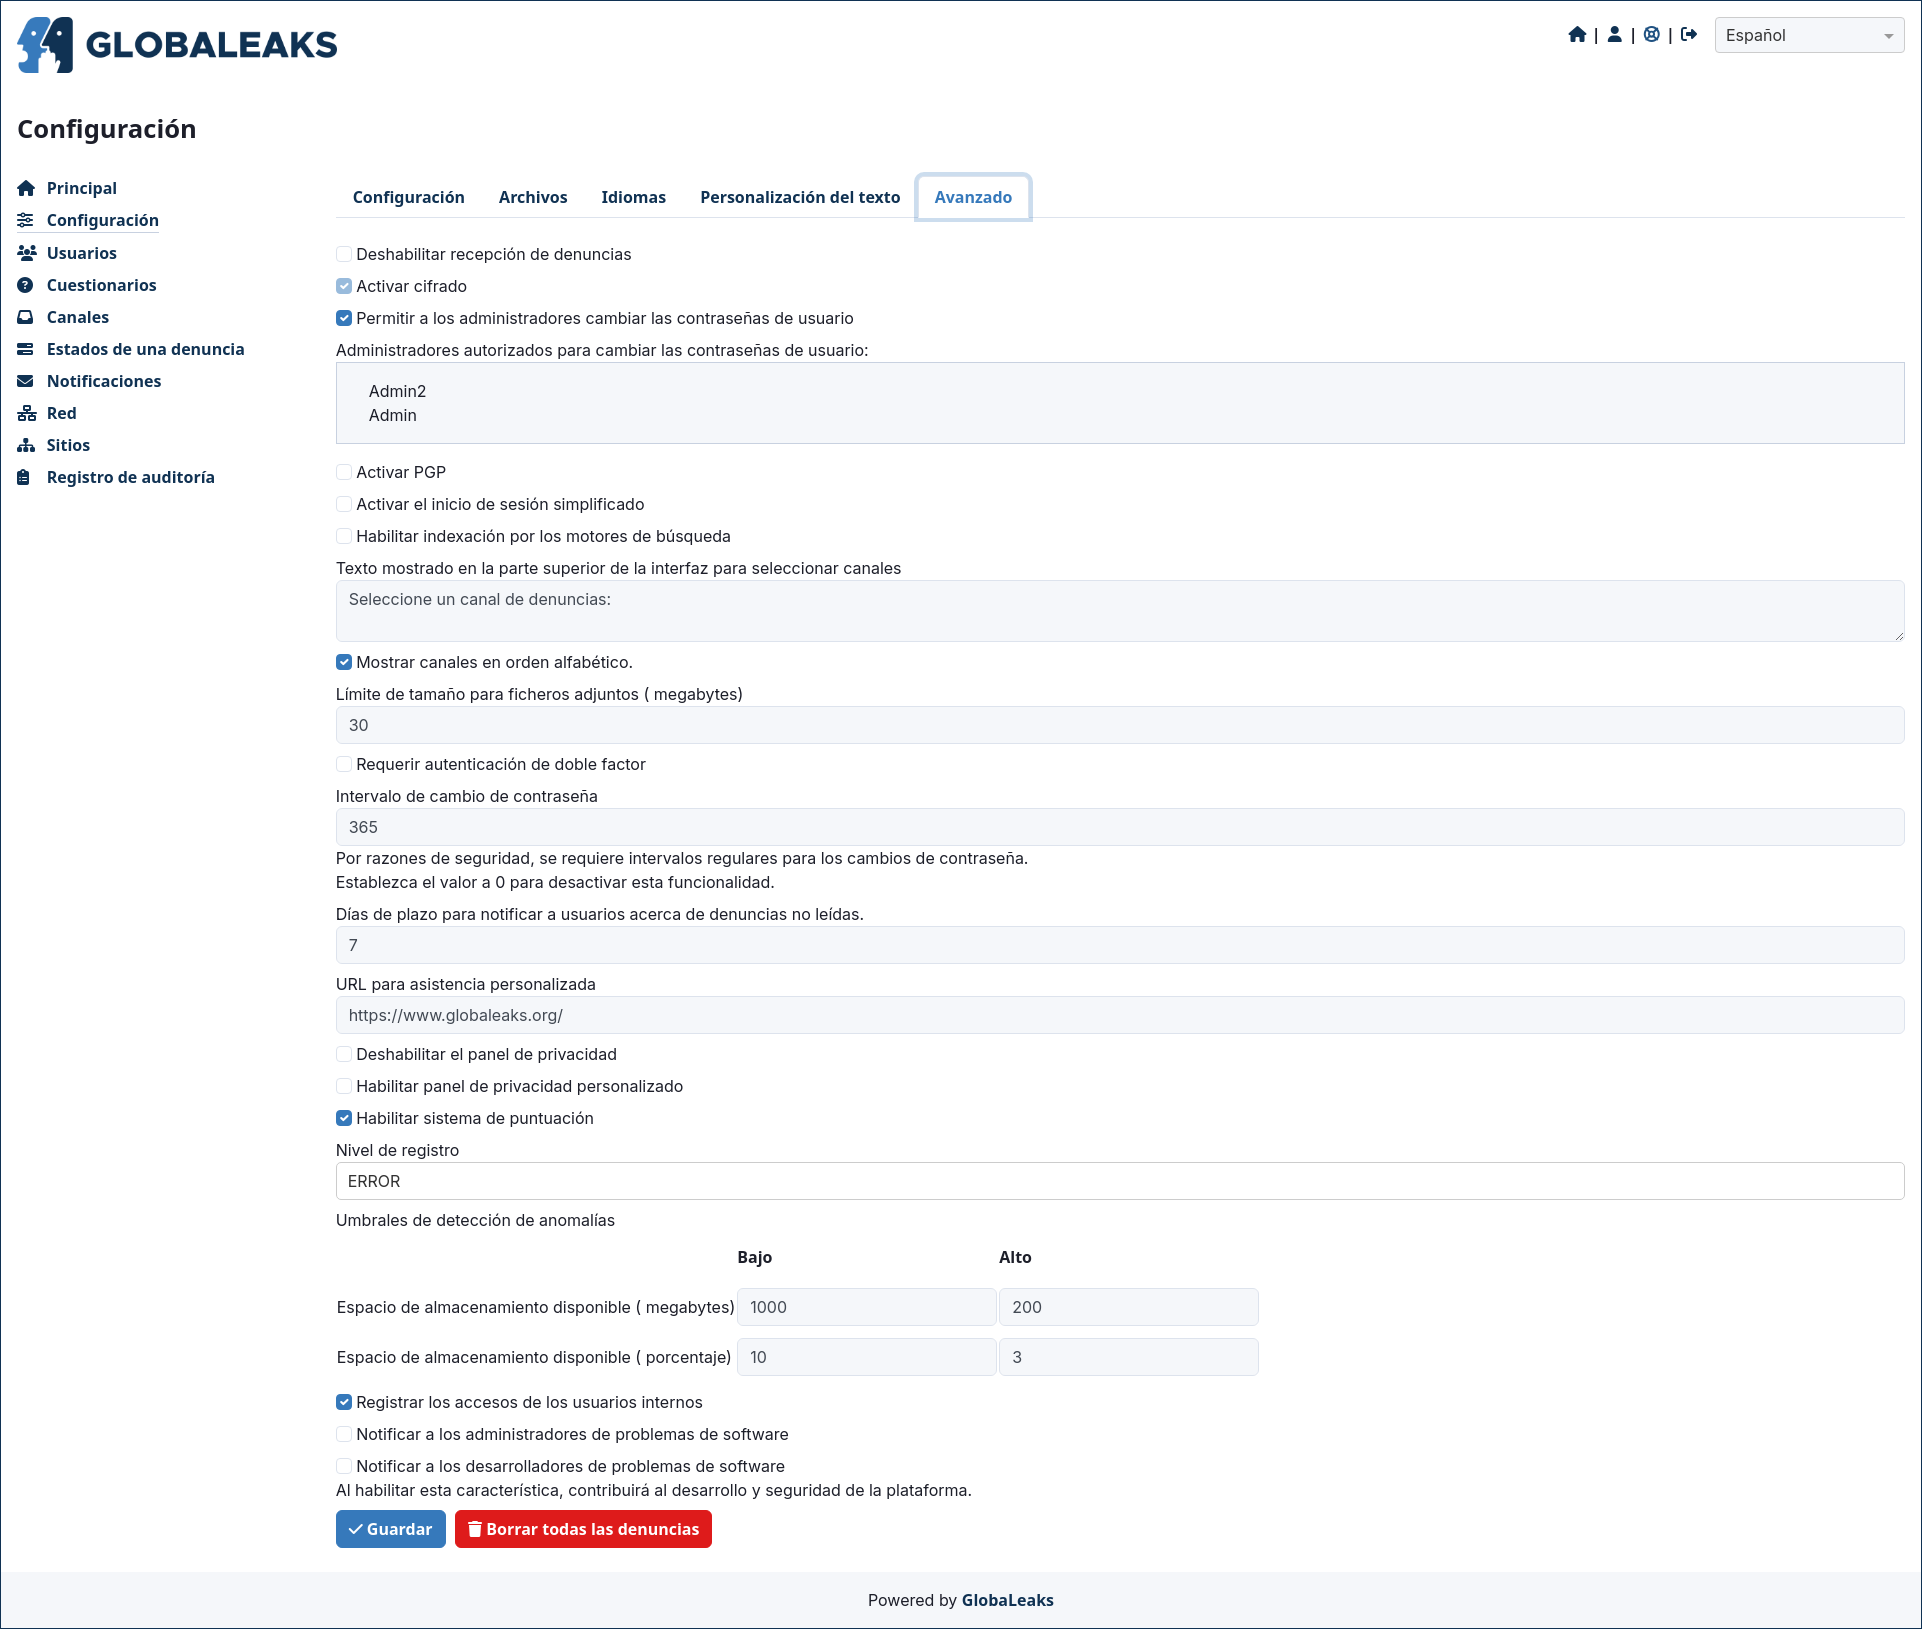 GLOBALEAKS
Español
Configuración
Principal
Configuración
Usuarios
Cuestionarios
Canales
Estados de una denuncia
Notificaciones
Red
Sitios
Registro de auditoría
Configuración Archivos Idiomas Personalización del texto Avanzado
Deshabilitar recepción de denuncias
Activar cifrado
Permitir a los administradores cambiar las contraseñas de usuario
Administradores autorizados para cambiar las contraseñas de usuario:
Admin2
Admin
Activar PGP
Activar el inicio de sesión simplificado
Habilitar indexación por los motores de búsqueda
Texto mostrado en la parte superior de la interfaz para seleccionar canales
Seleccione un canal de denuncias:
Mostrar canales en orden alfabético.
Límite de tamaño para ficheros adjuntos ( megabytes)
30
Requerir autenticación de doble factor
Intervalo de cambio de contraseña
365
Por razones de seguridad, se requiere intervalos regulares para los cambios de contraseña.
Establezca el valor a 0 para desactivar esta funcionalidad.
Días de plazo para notificar a usuarios acerca de denuncias no leídas.
7
URL para asistencia personalizada
https://www.globaleaks.org/
Deshabilitar el panel de privacidad
Habilitar panel de privacidad personalizado
Habilitar sistema de puntuación
Nivel de registro
ERROR
Umbrales de detección de anomalías
Bajo Alto
Espacio de almacenamiento disponible ( megabytes) 1000 200
Espacio de almacenamiento disponible ( porcentaje) 10 3
Registrar los accesos de los usuarios internos
Notificar a los administradores de problemas de software
Notificar a los desarrolladores de problemas de software
Al habilitar esta característica, contribuirá al desarrollo y seguridad de la plataforma.
Guardar Borrar todas las denuncias
Powered by GlobaLeaks